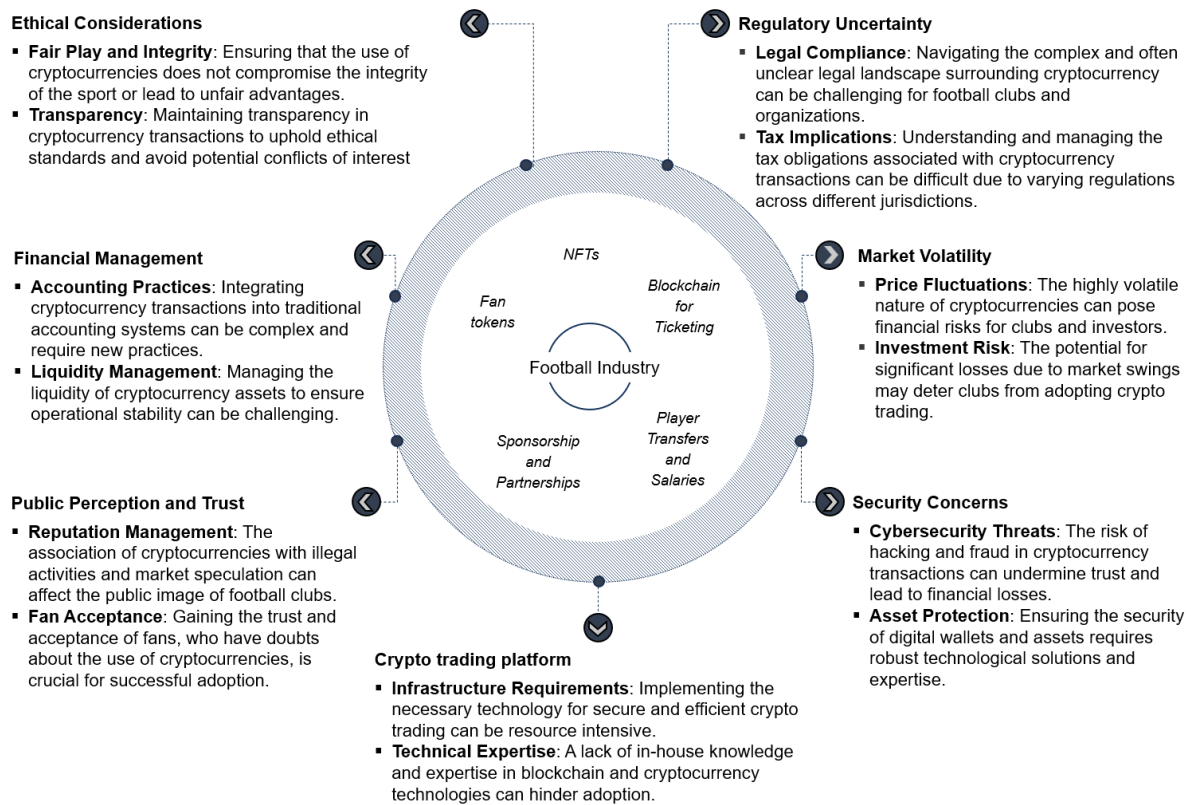 Ethical Considerations
▪ Fair Play and Integrity: Ensuring that the use of
cryptocurrencies does not compromise the integrity
of the sport or lead to unfair advantages.
▪ Transparency: Maintaining transparency in
cryptocurrency transactions to uphold ethical
standards and avoid potential conflicts of interest
Regulatory Uncertainty
▪ Legal Compliance: Navigating the complex and often
unclear legal landscape surrounding cryptocurrency
can be challenging for football clubs and
organizations.
▪ Tax Implications: Understanding and managing the
tax obligations associated with cryptocurrency
transactions can be difficult due to varying regulations
across different jurisdictions.
Financial Management
▪ Accounting Practices: Integrating
cryptocurrency transactions into traditional
accounting systems can be complex and
require new practices.
▪ Liquidity Management: Managing the
liquidity of cryptocurrency assets to ensure
operational stability can be challenging.
NFTs
Fan
tokens
Blockchain
for
Ticketing
Football Industry
Sponsorship
and
Partnerships
Player
Transfers
and
Salaries
Market Volatility
▪ Price Fluctuations: The highly volatile
nature of cryptocurrencies can pose
financial risks for clubs and investors.
▪ Investment Risk: The potential for
significant losses due to market swings
may deter clubs from adopting crypto
trading.
Public Perception and Trust
▪ Reputation Management: The
association of cryptocurrencies with illegal
activities and market speculation can
affect the public image of football clubs.
▪ Fan Acceptance: Gaining the trust and
acceptance of fans, who have doubts
about the use of cryptocurrencies, is
crucial for successful adoption.
Security Concerns
▪ Cybersecurity Threats: The risk of
hacking and fraud in cryptocurrency
transactions can undermine trust and
lead to financial losses.
▪ Asset Protection: Ensuring the security
of digital wallets and assets requires
robust technological solutions and
expertise.
Crypto trading platform
▪ Infrastructure Requirements: Implementing the
necessary technology for secure and efficient crypto
trading can be resource intensive.
▪ Technical Expertise: A lack of in-house knowledge
and expertise in blockchain and cryptocurrency
technologies can hinder adoption.